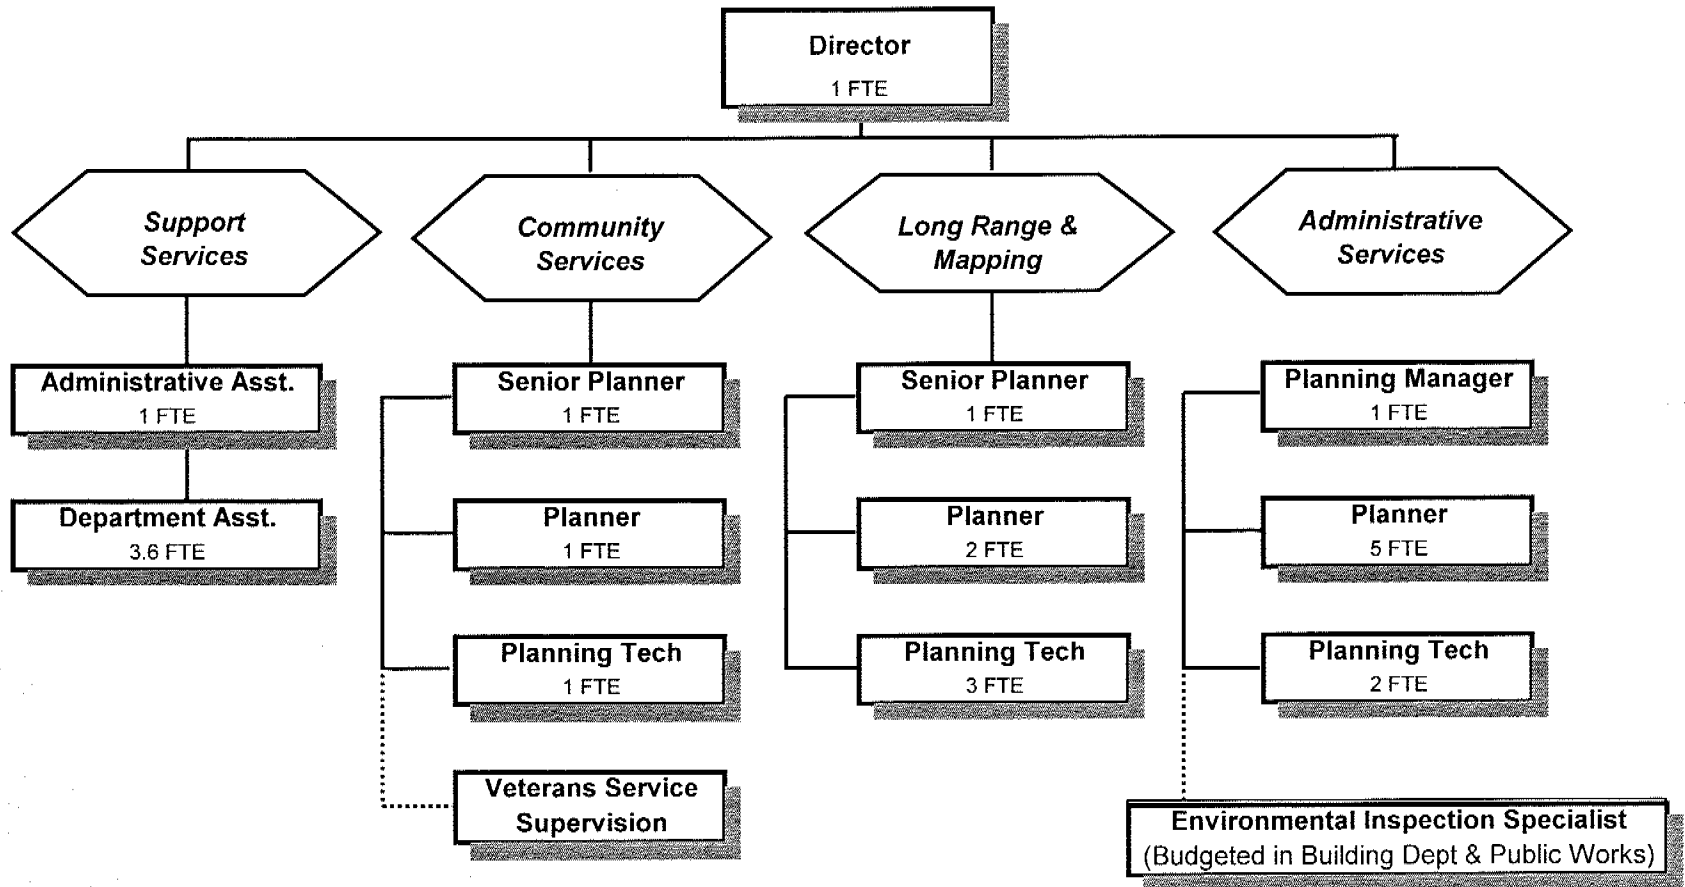 Director
1 FTE
Support
Services
Community
Services
Long Range &
Mapping
Administrative
Services
Administrative Asst.
1 FTE
Department Asst.
3.6 FTE
Senior Planner
1 FTE
Planner
1 FTE
Planning Tech
1 FTE
Veterans Service
Supervision
Senior Planner
1 FTE
Planner
2 FTE
Planning Tech
3 FTE
Planning Manager
1 FTE
Planner
5 FTE
Planning Tech
2 FTE
Environmental Inspection Specialist
(Budgeted in Building Dept & Public Works)